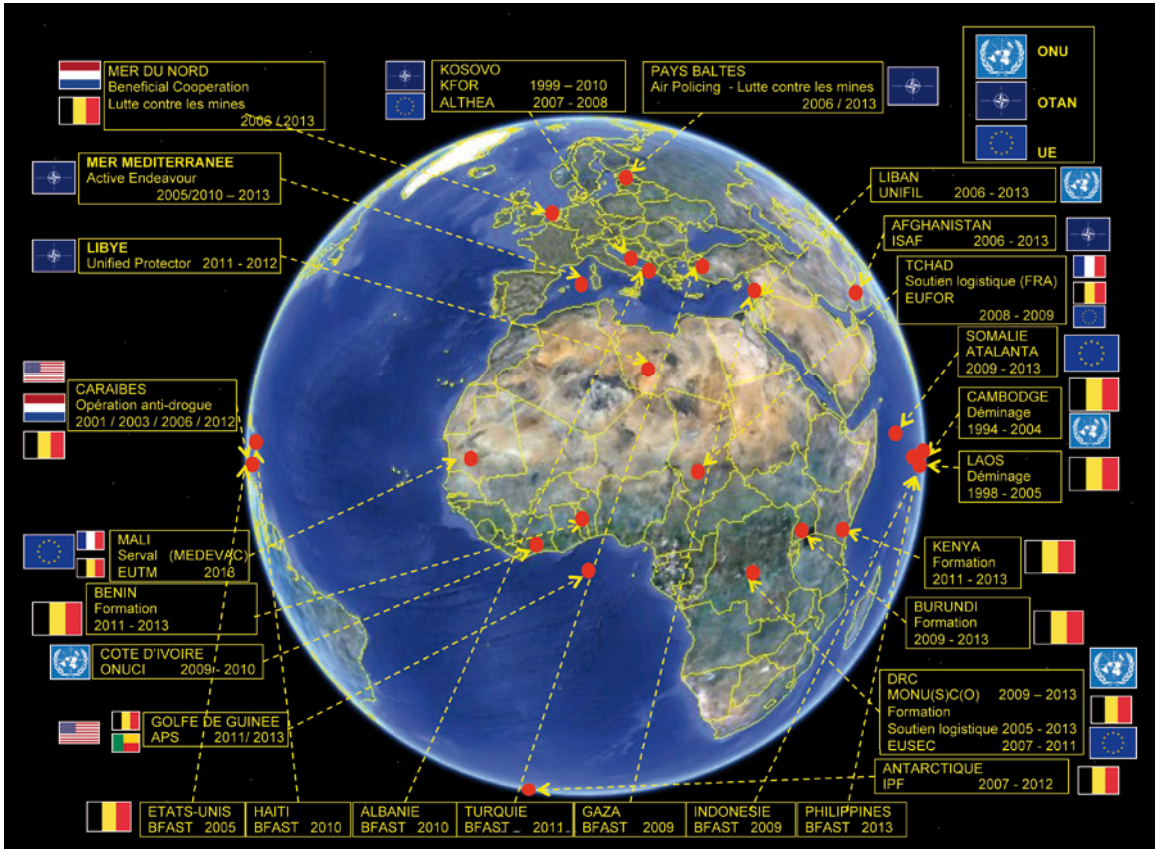 MER DU NORD
Beneficial Cooperation
Lutte contre les mines
2006 / 2013
KOSOVO
KFOR 1999 – 2010
ALTHEA 2007 - 2008
PAYS BALTES
Air Policing - Lutte contre les mines
2006 / 2013
ONU
OTAN
UE
MER MEDITERRANEE
Active Endeavour
2005/2010 – 2013
LIBYE
Unified Protector 2011 - 2012
LIBAN
UNIFIL 2006 - 2013
AFGHANISTAN
ISAF 2006 - 2013
TCHAD
Soutien logistique (FRA)
EUFOR
2008 - 2009
SOMALIE
ATALANTA
2009 - 2013
CARAIBES
Opération anti-drogue
2001 / 2003 / 2006 / 2012
CAMBODGE
Déminage
1994 - 2004
LAOS
Déminage
1998 - 2005
MALI
Serval (MEDEVAC)
EUTM 2013
KENYA
Formation
2011 - 2013
BENIN
Formation
2011 - 2013
BURUNDI
Formation
2009 - 2013
COTE D'IVOIRE
ONUCI 2009 - 2010
DRC
MONU(S)C(O) 2009 – 2013
Formation
Soutien logistique 2005 - 2013
EUSEC 2007 - 2011
GOLFE DE GUINEE
APS 2011/ 2013
ANTARCTIQUE
IPF 2007 - 2012
ETATS-UNIS
BFAST 2005
HAITI
BFAST 2010
ALBANIE
BFAST 2010
TURQUIE
BFAST 2011
GAZA
BFAST 2009
INDONESIE
BFAST 2009
PHILIPPINES
BFAST 2013